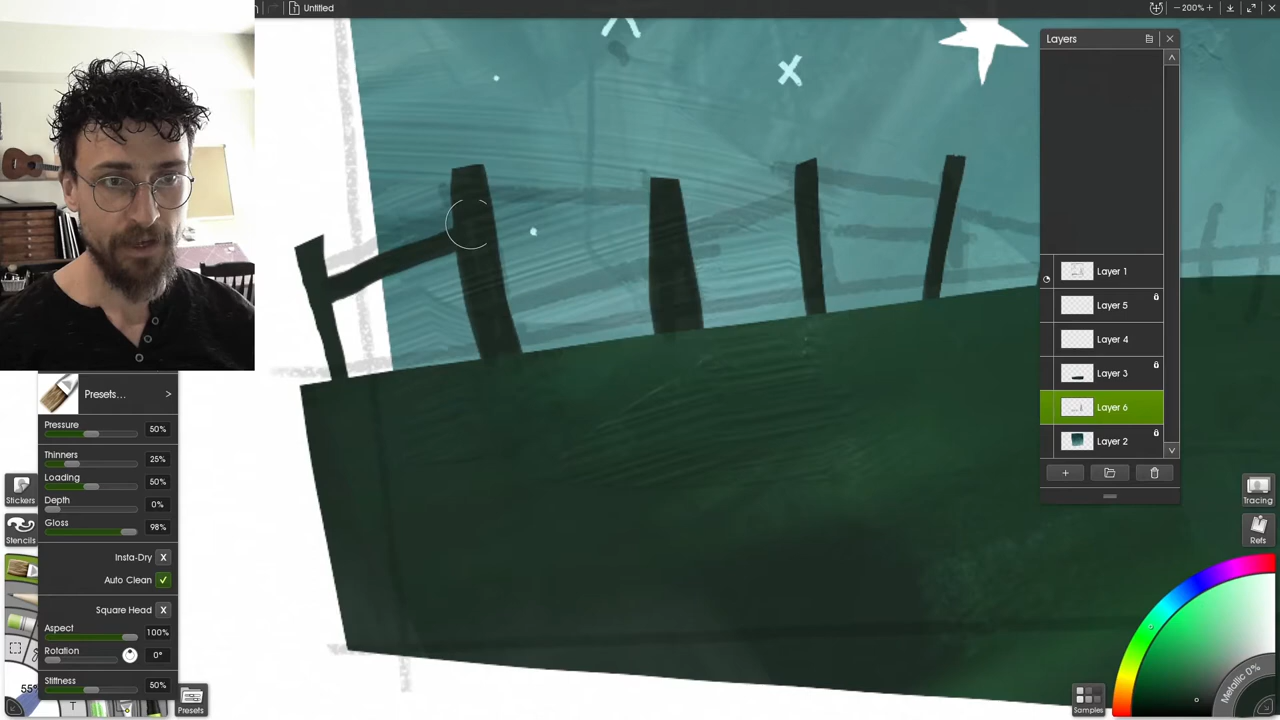 Untitled
200%
Layers
Layer 1
Layer 5
Layer 4
Layer 3
Layer 6
Layer 2
Presets... >
Pressure 50%
Thinners 25%
Loading 50%
Depth 0%
Gloss 98%
Insta-Dry X
Auto Clean
Square Head X
Aspect 100%
Rotation 0°
Stiffness 50%
Stickers
Stencils
Presets
Tracing
Refs
Metallic 0%
Samples